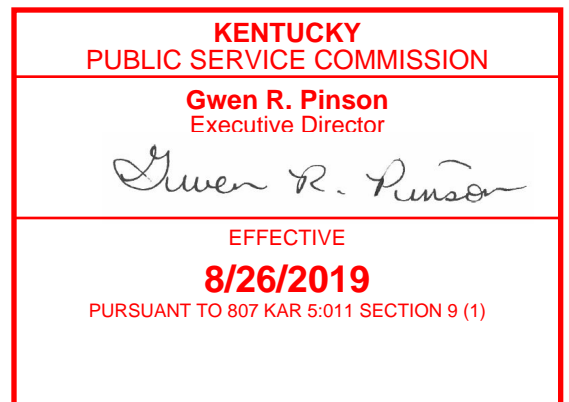 KENTUCKY
PUBLIC SERVICE COMMISSION
Gwen R. Pinson
Executive Director
Gwen R. Pinson
EFFECTIVE
8/26/2019
PURSUANT TO 807 KAR 5:011 SECTION 9 (1)